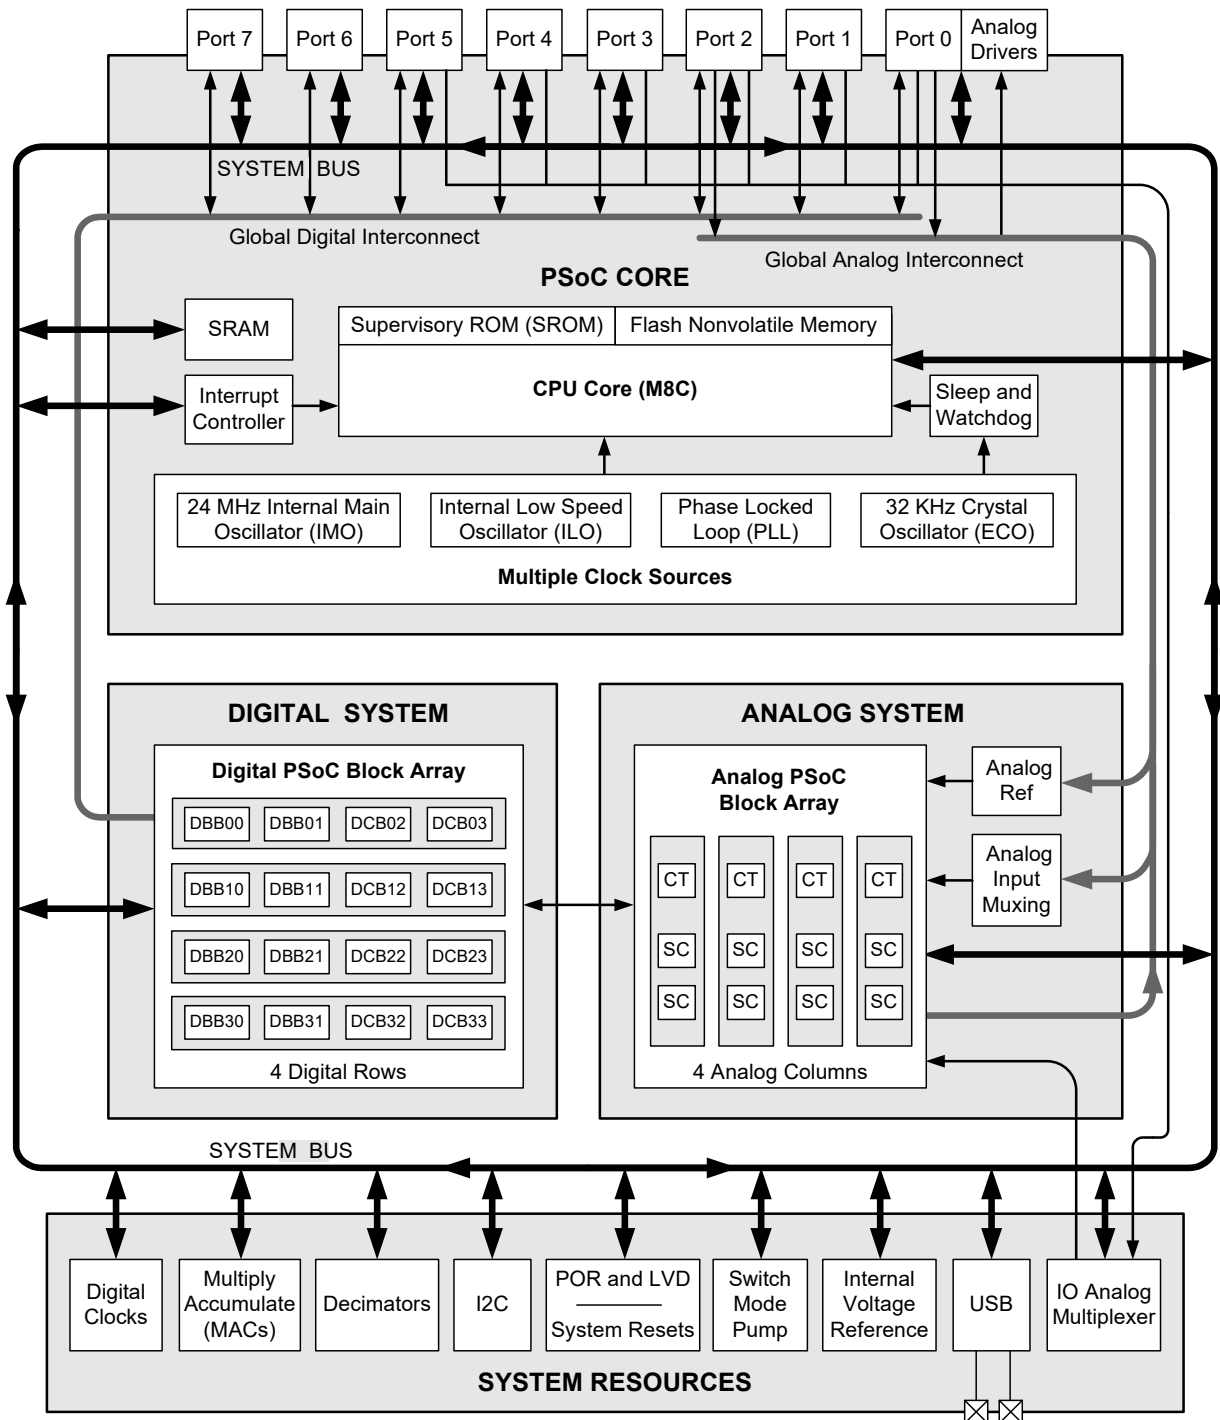 Port 7
Port 6
Port 5
Port 4
Port 3
Port 2
Port 1
Port 0
Analog
Drivers
SYSTEM BUS
Global Digital Interconnect
Global Analog Interconnect
PSoC CORE
SRAM
Supervisory ROM (SROM)
Flash Nonvolatile Memory
CPU Core (M8C)
Interrupt
Controller
Sleep and
Watchdog
24 MHz Internal Main
Oscillator (IMO)
Internal Low Speed
Oscillator (ILO)
Phase Locked
Loop (PLL)
32 KHz Crystal
Oscillator (ECO)
Multiple Clock Sources
DIGITAL SYSTEM
Digital PSoC Block Array
DBB00 DBB01 DCB02 DCB03
DBB10 DBB11 DCB12 DCB13
DBB20 DBB21 DCB22 DCB23
DBB30 DBB31 DCB32 DCB33
4 Digital Rows
ANALOG SYSTEM
Analog PSoC
Block Array
CT CT CT CT
SC SC SC SC
SC SC SC SC
4 Analog Columns
Analog
Ref
Analog
Input
Muxing
SYSTEM BUS
Digital
Clocks
Multiply
Accumulate
(MACs)
Decimators
I2C
POR and LVD
System Resets
Switch
Mode
Pump
Internal
Voltage
Reference
USB
IO Analog
Multiplexer
SYSTEM RESOURCES